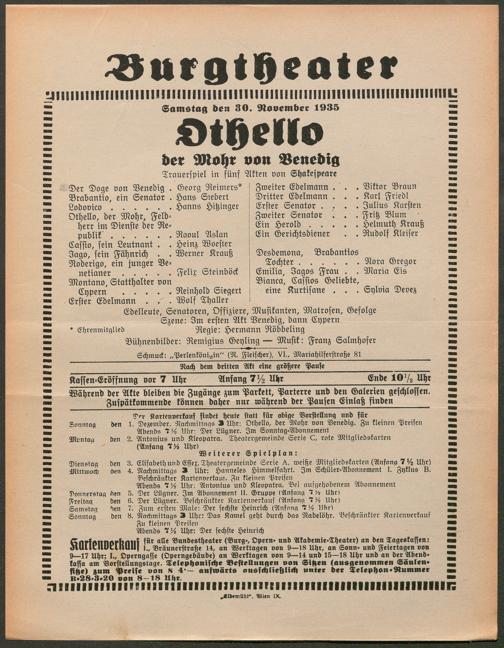 Burgtheater
Samstag den 30. November 1935
Othello
der Mohr von Venedig
Trauerspiel in fünf Akten von Shakespeare
Der Doge von Venedig . Georg Reimers*
Brabantio, ein Senator . Hans Siebert
Lodovico . . . . . . Hanns Hitzinger
Othello, der Mohr, Feld-
herr im Dienste der Re-
publik . . . . . . Raoul Aslan
Cassio, sein Leutnant . . Heinz Woester
Jago, sein Fähnrich . . Werner Krauß
Roderigo, ein junger Ve-
netianer . . . . . Felix Steinböck
Montano, Statthalter von
Cypern . . . . . Reinhold Siegert
Erster Edelmann . . . Wolf Thaller
Zweiter Edelmann . . . Viktor Braun
Dritter Edelmann . . . Karl Friedl
Erster Senator . . . . Julius Karsten
Zweiter Senator . . . Fritz Blum
Ein Herold . . . . . Helmuth Krauß
Ein Gerichtsdiener . . Rudolf Kleiser
Desdemona, Brabantios
Tochter . . . . . . Nora Gregor
Emilia, Jagos Frau . . Maria Eis
Bianca, Cassios Geliebte,
eine Kurtisane . . . Sylvia Devez
Edelleute, Senatoren, Offiziere, Musikanten, Matrosen, Gefolge
Szene: Im ersten Akt Venedig, dann Cypern
* Ehrenmitglied Regie: Hermann Röbbeling
Bühnenbilder: Remigius Geyling — Musik: Franz Salmhofer
Schmuck: „Perlenkönigin“ (R. Fleischer), VI., Mariahilferstraße 81
Nach dem dritten Akt eine größere Pause
Kassen-Eröffnung vor 7 Uhr Anfang 7½ Uhr Ende 10½ Uhr
Während der Akte bleiben die Zugänge zum Parkett, Parterre und den Galerien geschlossen.
Zuspätkommende können daher nur während der Pausen Einlaß finden
Der Kartenverkauf findet heute statt für obige Vorstellung und für
Sonntag den 1. Dezember. Nachmittags 3 Uhr: Othello, der Mohr von Venedig. Zu kleinen Preisen
Abends 7½ Uhr: Der Lügner. Im Sonntag-Abonnement
Montag den 2. Antonius und Kleopatra. Theatergemeinde Serie C, rote Mitgliedskarten
(Anfang 7½ Uhr)
Weiterer Spielplan:
Dienstag den 3. Elisabeth und Essex. Theatergemeinde Serie A, weiße Mitgliedskarten (Anfang 7½ Uhr)
Mittwoch den 4. Nachmittags 3 Uhr: Hanneles Himmelfahrt. Im Schüler-Abonnement I. Zyklus B.
Beschränkter Kartenverkauf. Zu kleinen Preisen
Abends 7½ Uhr: Antonius und Kleopatra. Bei aufgehobenem Abonnement
Donnerstag den 5. Der Lügner. Im Abonnement II. Gruppe (Anfang 7½ Uhr)
Freitag den 6. Der Lügner. Beschränkter Kartenverkauf (Anfang 7½ Uhr)
Samstag den 7. Zum ersten Male: Der sechste Heinrich (Anfang 7½ Uhr)
Sonntag den 8. Nachmittags 3 Uhr: Das Kamel geht durch das Nadelöhr. Beschränkter Kartenverkauf
Zu kleinen Preisen
Abends 7½ Uhr: Der sechste Heinrich
Kartenverkauf für alle Bundestheater (Burg-, Opern- und Akademie-Theater) an den Tageskassen:
I., Bräunerstraße 14, an Werktagen von 9—18 Uhr, an Sonn- und Feiertagen von
9—17 Uhr; I., Operngasse (Operngebäude) an Werktagen von 9—14 und 15—18 Uhr und an der Abend-
kassa am Vorstellungstage. Telephonische Bestellungen von Sitzen (ausgenommen Säulen-
sitze) zum Preise von S 4·— aufwärts ausschließlich unter der Telephon-Nummer
R-28-3-20 von 8—18 Uhr.
„Elbemühl“, Wien IX.